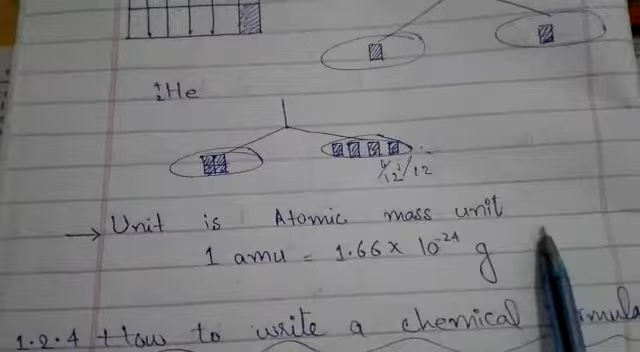 ⁴₂He
1/12 1/12
→ Unit is Atomic mass unit
1 amu = 1.66 × 10⁻²⁴ g
1.2.4 How to write a chemical